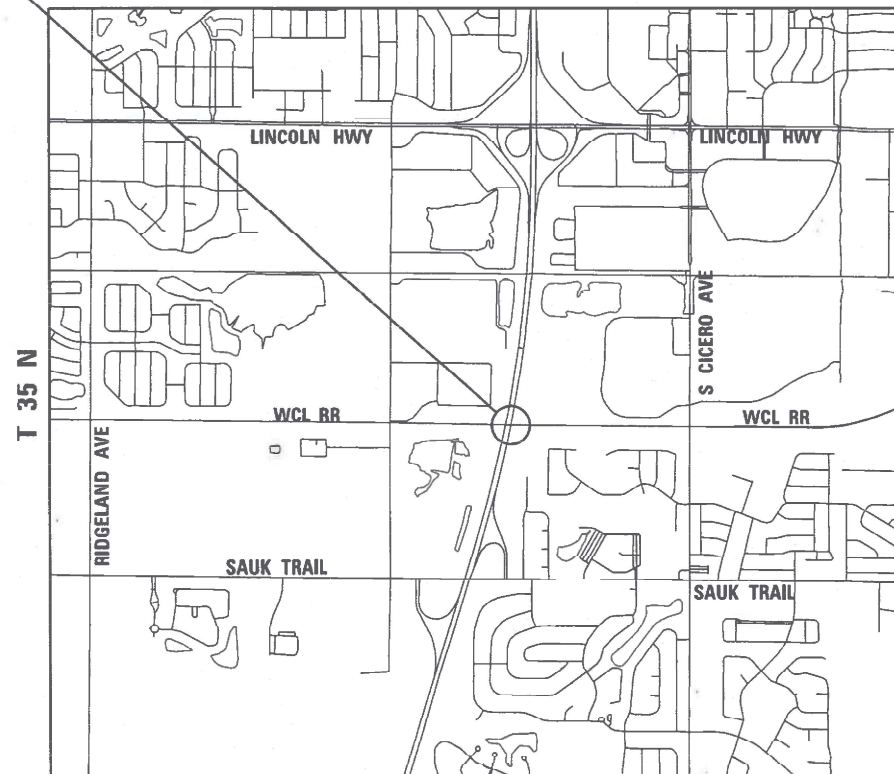 LINCOLN HWY
LINCOLN HWY
S CICERO AVE
T 35 N
WCL RR
WCL RR
RIDGELAND AVE
SAUK TRAIL
SAUK TRAIL